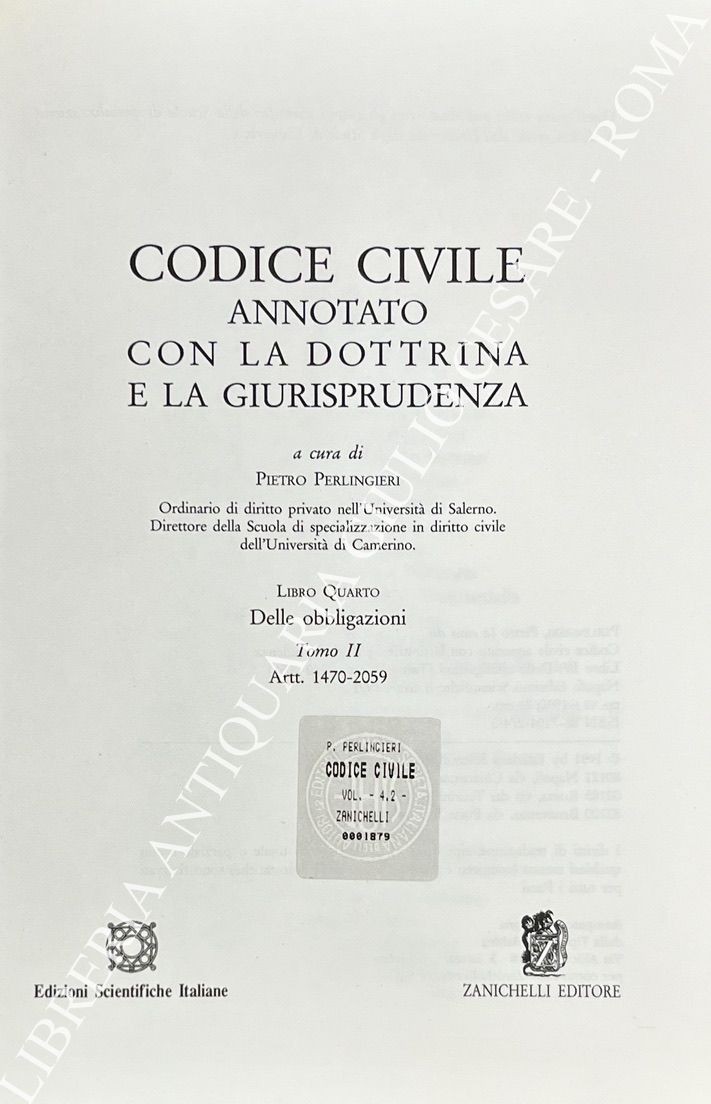 CODICE CIVILE
ANNOTATO
CON LA DOTTRINA
E LA GIURISPRUDENZA
a cura di
PIETRO PERLINGIERI
Ordinario di diritto privato nell'Università di Salerno.
Direttore della Scuola di specializzazione in diritto civile
dell'Università di Camerino.
LIBRO QUARTO
Delle obbligazioni
Tomo II
Artt. 1470-2059
P. PERLINGIERI
CODICE CIVILE
VOL. - 4.2 -
ZANICHELLI
0001879
Edizioni Scientifiche Italiane
ZANICHELLI EDITORE
LIBRERIA ANTIQUARIA GIULIO CESARE - ROMA